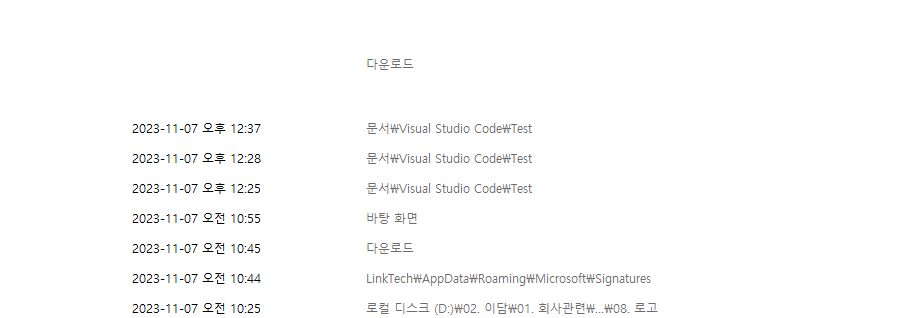 다운로드
2023-11-07 오후 12:37 문서₩Visual Studio Code₩Test
2023-11-07 오후 12:28 문서₩Visual Studio Code₩Test
2023-11-07 오후 12:25 문서₩Visual Studio Code₩Test
2023-11-07 오전 10:55 바탕 화면
2023-11-07 오전 10:45 다운로드
2023-11-07 오전 10:44 LinkTech₩AppData₩Roaming₩Microsoft₩Signatures
2023-11-07 오전 10:25 로컬 디스크 (D:)₩02. 이담₩01. 회사관련₩...₩08. 로고